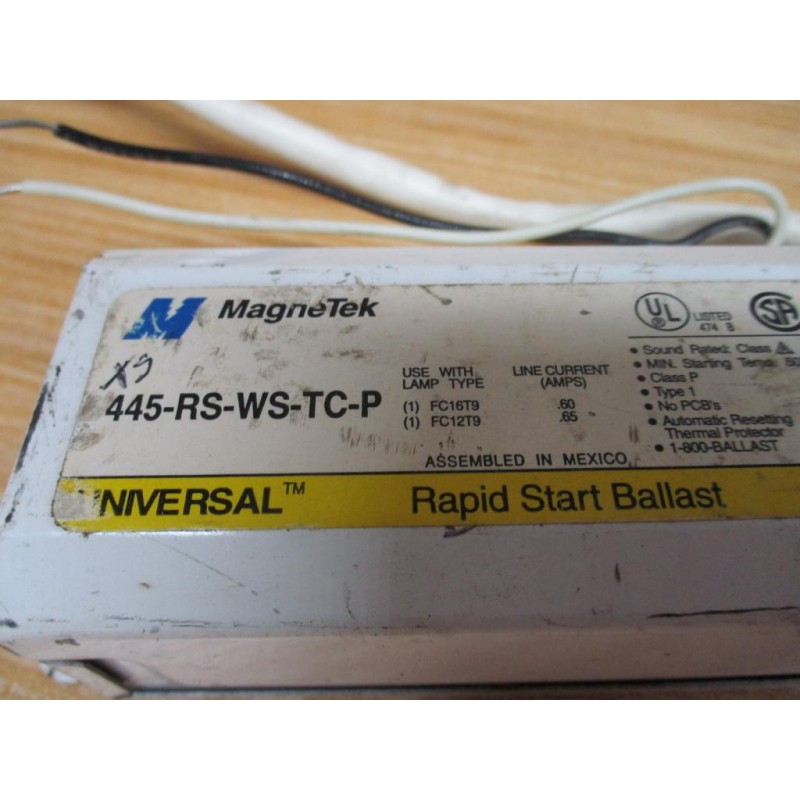 MagneTek
UL
LISTED
474 B
SA
X9
445-RS-WS-TC-P
USE WITH
LAMP TYPE
LINE CURRENT
(AMPS)
(1) FC16T9 .60
(1) FC12T9 .65
ASSEMBLED IN MEXICO
• Sound Rated: Class A
• MIN. Starting Temp.
• Class P
• Type 1
• No PCB's
• Automatic Resetting
Thermal Protector
• 1-800-BALLAST
NIVERSAL™
Rapid Start Ballast